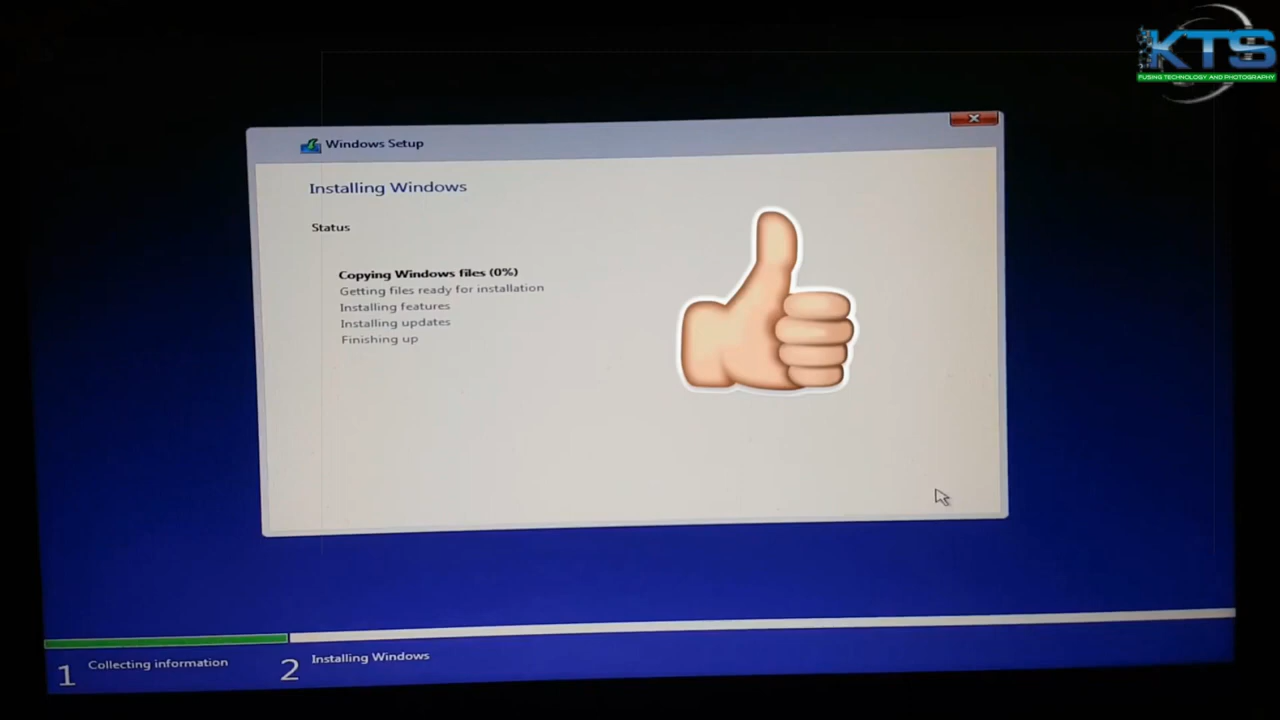 KTS
FUSING TECHNOLOGY AND PHOTOGRAPHY
Windows Setup
Installing Windows
Status
Copying Windows files (0%)
Getting files ready for installation
Installing features
Installing updates
Finishing up
1 Collecting information
2 Installing Windows